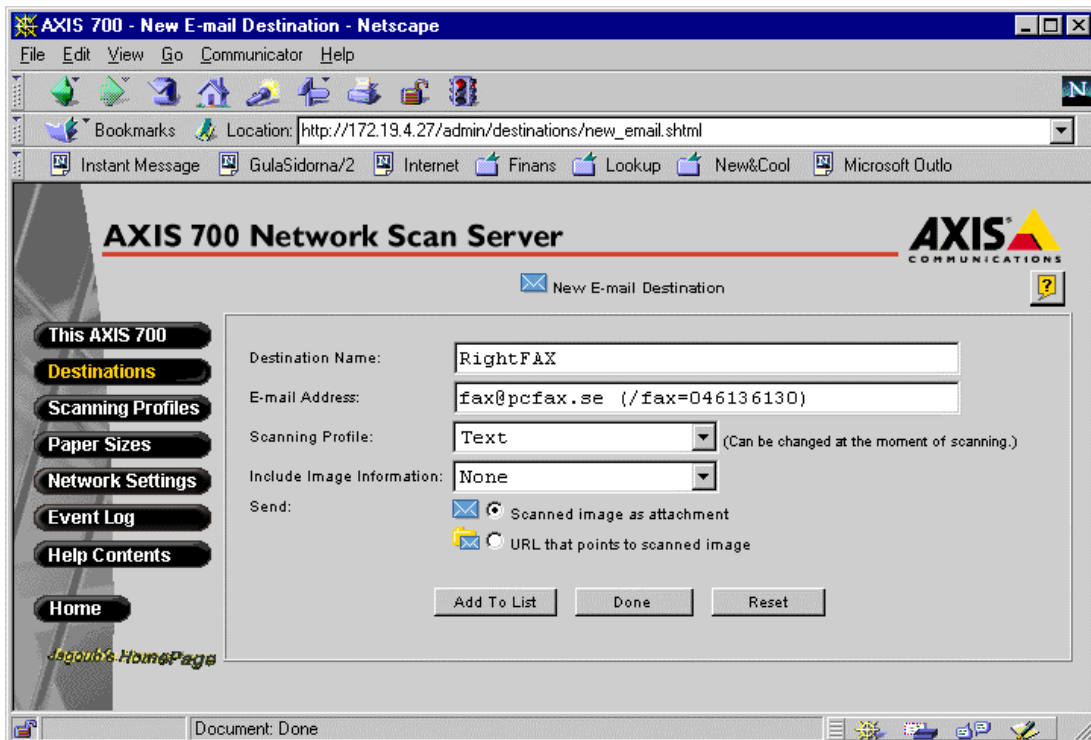 AXIS 700 - New E-mail Destination - Netscape
File Edit View Go Communicator Help
Bookmarks Location: http://172.19.4.27/admin/destinations/new_email.shtml
Instant Message GulaSidorna/2 Internet Finans Lookup New&Cool Microsoft Outlo
AXIS 700 Network Scan Server
AXIS
COMMUNICATIONS
New E-mail Destination
?
This AXIS 700
Destinations
Scanning Profiles
Paper Sizes
Network Settings
Event Log
Help Contents
Home
HomePage
Destination Name: RightFAX
E-mail Address: fax@pcfax.se (/fax=046136130)
Scanning Profile: Text (Can be changed at the moment of scanning.)
Include Image Information: None
Send: Scanned image as attachment
URL that points to scanned image
Add To List Done Reset
Document: Done